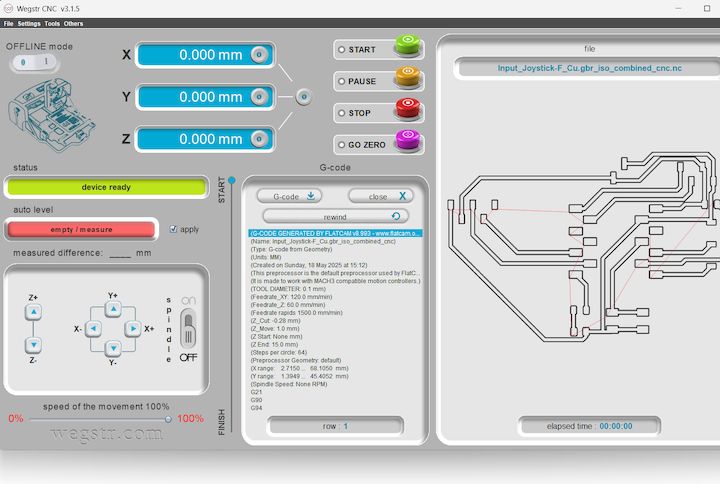 Wegstr CNC v3.1.5
File Settings Tools Others
OFFLINE mode
0 1
X 0.000 mm 0
Y 0.000 mm 0
0
Z 0.000 mm 0
START
PAUSE
STOP
GO ZERO
file
Input_Joystick-F_Cu.gbr_iso_combined_cnc.nc
status
device ready
auto level
empty / measure
apply
measured difference: ____ mm
Z+
Z-
Y+
X-
X+
Y-
spindle
on
OFF
speed of the movement 100%
0%
100%
wegstr.com
START
FINISH
G-code
G-code
close X
rewind
(G-CODE GENERATED BY FLATCAM v8.993 - www.flatcam.o...
(Name: Input_Joystick-F_Cu.gbr_iso_combined_cnc)
(Type: G-code from Geometry)
(Units: MM)
(Created on Sunday, 18 May 2025 at 15:12)
(This preprocessor is the default preprocessor used by FlatC...
(It is made to work with MACH3 compatible motion controllers.)
(TOOL DIAMETER: 0.1 mm)
(Feedrate_XY: 120.0 mm/min)
(Feedrate_Z: 60.0 mm/min)
(Feedrate rapids 1500.0 mm/min)
(Z_Cut: -0.28 mm)
(Z_Move: 1.0 mm)
(Z Start: None mm)
(Z End: 15.0 mm)
(Steps per circle: 64)
(Preprocessor Geometry: default)
(X range: 2.7150 ... 68.1050 mm)
(Y range: 1.3949 ... 45.4052 mm)
(Spindle Speed: None RPM)
G21
G90
G94
row : 1
elapsed time : 00:00:00